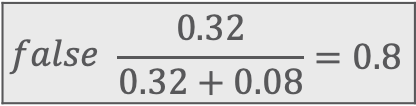 false 0.32 / 0.32 + 0.08 = 0.8